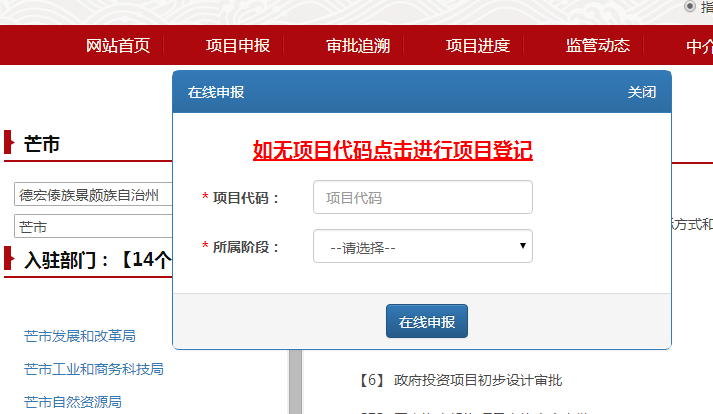 指
网站首页 项目申报 审批追溯 项目进度 监管动态 中介
在线申报 关闭
如无项目代码点击进行项目登记
* 项目代码： 项目代码
* 所属阶段： --请选择--
在线申报
芒市
德宏傣族景颇族自治州
芒市
入驻部门：【14个
芒市发展和改革局
芒市工业和商务科技局
芒市自然资源局
方式和
【6】 政府投资项目初步设计审批